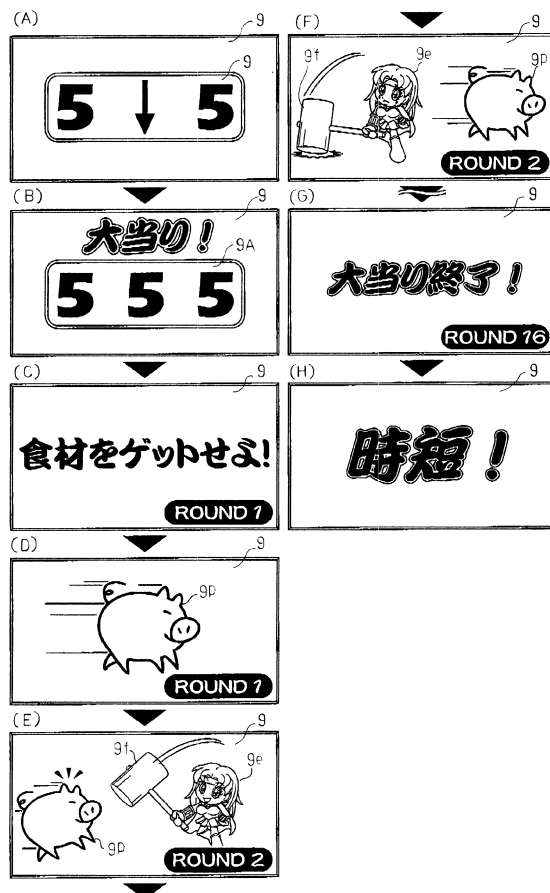 (A)
9
9
5 ↓ 5
(B)
9
大当り!
9A
5 5 5
(C)
9
食材をゲットせよ!
ROUND 1
(D)
9
9p
ROUND 1
(E)
9
9f
9e
9p
ROUND 2
(F)
9
9f
9e
9p
ROUND 2
(G)
9
大当り終了!
ROUND 16
(H)
9
時短!